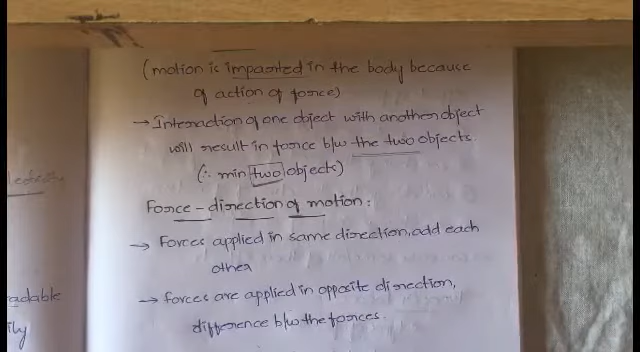 (motion is imparted in the body because
of action of force)
→ Interaction of one object with another object
will result in force b/w the two objects.
(∴ min two objects)
Force - direction of motion:
→ Forces applied in same direction, add each
other
→ forces are applied in opposite direction,
difference b/w the forces.
adable
ily